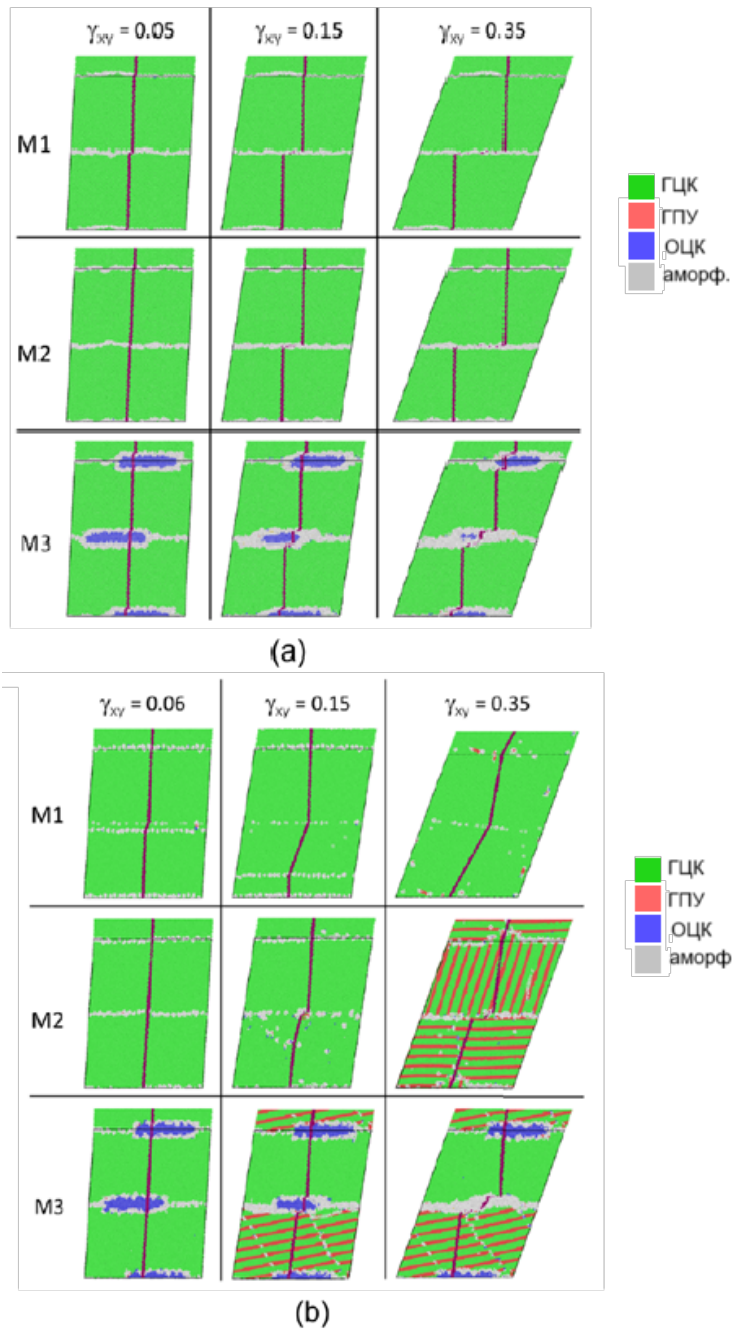 γxy = 0.05 γxy = 0.15 γxy = 0.35
M1
M2
M3
ГЦК
ГПУ
ОЦК
аморф.
(a)
γxy = 0.06 γxy = 0.15 γxy = 0.35
M1
M2
M3
ГЦК
ГПУ
ОЦК
аморф
(b)